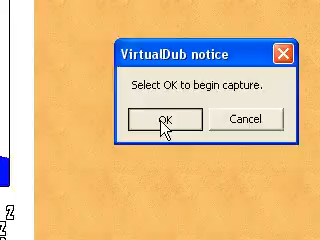 VirtualDub notice
Select OK to begin capture.
OK
Cancel
Z
Z